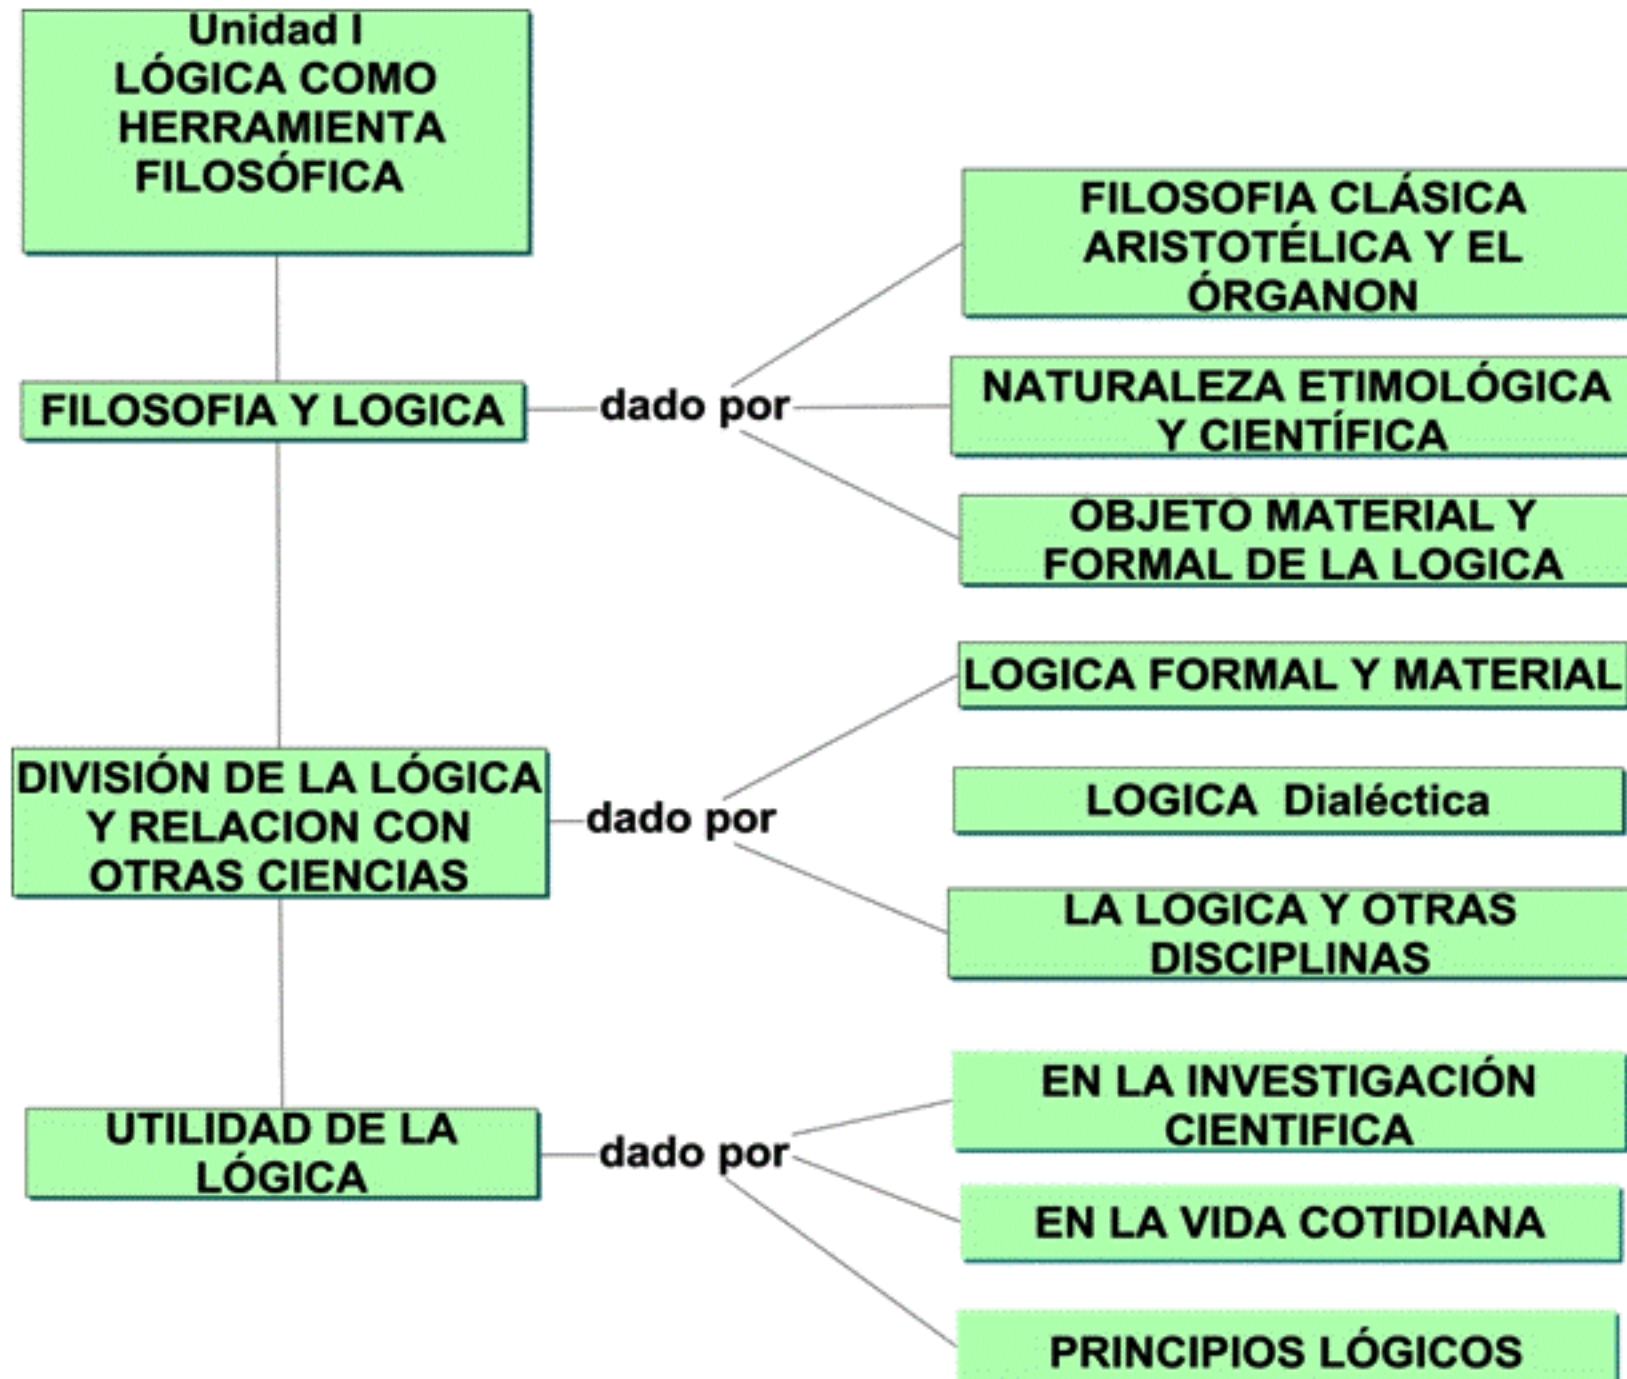 Unidad I
LÓGICA COMO
HERRAMIENTA
FILOSÓFICA
FILOSOFIA Y LOGICA
dado por
FILOSOFIA CLÁSICA
ARISTOTÉLICA Y EL
ÓRGANON
NATURALEZA ETIMOLÓGICA
Y CIENTÍFICA
OBJETO MATERIAL Y
FORMAL DE LA LOGICA
DIVISIÓN DE LA LÓGICA
Y RELACION CON
OTRAS CIENCIAS
dado por
LOGICA FORMAL Y MATERIAL
LOGICA Dialéctica
LA LOGICA Y OTRAS
DISCIPLINAS
UTILIDAD DE LA
LÓGICA
dado por
EN LA INVESTIGACIÓN
CIENTIFICA
EN LA VIDA COTIDIANA
PRINCIPIOS LÓGICOS